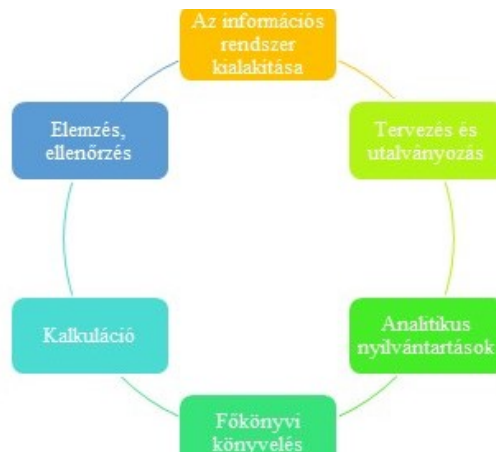 Az információs
rendszer
kialakítása
Tervezés és
utalványozás
Analitikus
nyilvántartások
Főkönyvi
könyvelés
Kalkuláció
Elemzés,
ellenőrzés